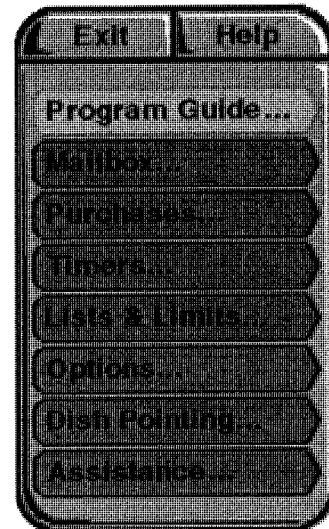 Exit Help
Program Guide...
Mailbox...
Purchases...
Timers...
Lists & Limits...
Options...
Dish Pointing...
Assistance...